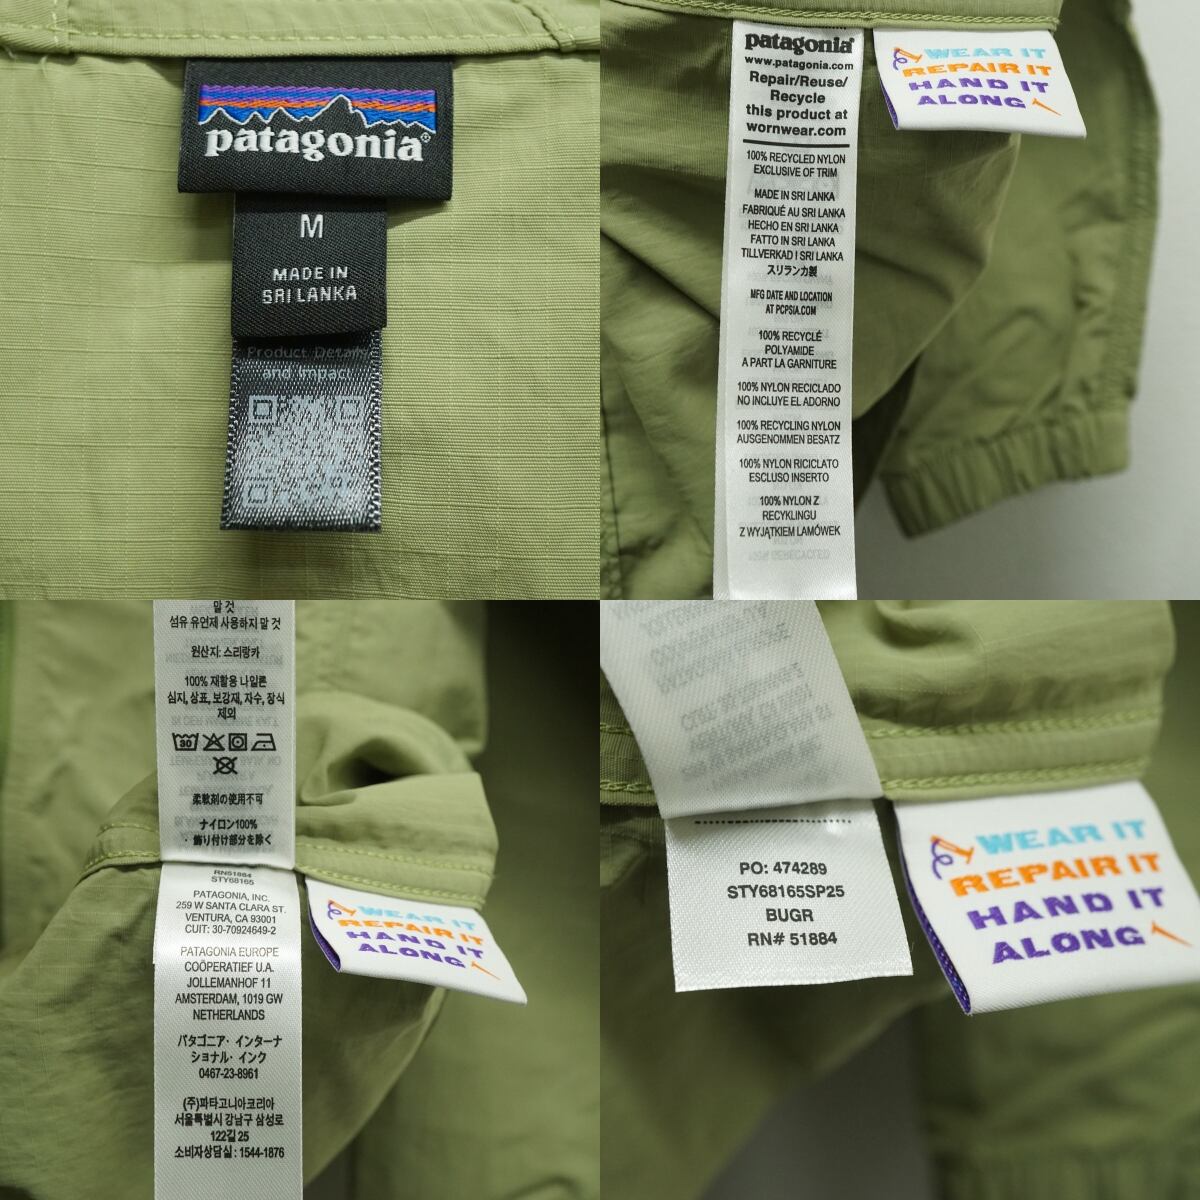 patagonia®
M
MADE IN
SRI LANKA
Product Details
and Impact
patagonia®
www.patagonia.com
Repair/Reuse/
Recycle
this product at
wornwear.com
100% RECYCLED NYLON
EXCLUSIVE OF TRIM
MADE IN SRI LANKA
FABRIQUÉ AU SRI LANKA
HECHO EN SRI LANKA
FATTO IN SRI LANKA
TILLVERKAD I SRI LANKA
スリランカ製
MFG DATE AND LOCATION
AT PCPSIA.COM
100% RECYCLÉ
POLYAMIDE
A PART LA GARNITURE
100% NYLON RECICLADO
NO INCLUYE EL ADORNO
100% RECYCLING NYLON
AUSGENOMMEN BESATZ
100% NYLON RICICLATO
ESCLUSO INSERTO
100% NYLON Z
RECYKLINGU
Z WYJĄTKIEM LAMÓWEK
WEAR IT
REPAIR IT
HAND IT
ALONG
말 것
섬유 유연제 사용하지 말 것
원산지: 스리랑카
100% 재활용 나일론
심지, 상표, 보강재, 자수, 장식
제외
30
柔軟剤の使用不可
ナイロン100%
・飾り付け部分を除く
RN51884
STY68165
PATAGONIA, INC.
259 W SANTA CLARA ST.
VENTURA, CA 93001
CUIT: 30-70924649-2
PATAGONIA EUROPE
COÖPERATIEF U.A.
JOLLEMANHOF 11
AMSTERDAM, 1019 GW
NETHERLANDS
パタゴニア・インターナ
ショナル・インク
0467-23-8961
(주)파타고니아코리아
서울특별시 강남구 삼성로
122길 25
소비자상담실 : 1544-1876
WEAR IT
REPAIR IT
HAND IT
ALONG
PO: 474289
STY68165SP25
BUGR
RN# 51884
WEAR IT
REPAIR IT
HAND IT
ALONG